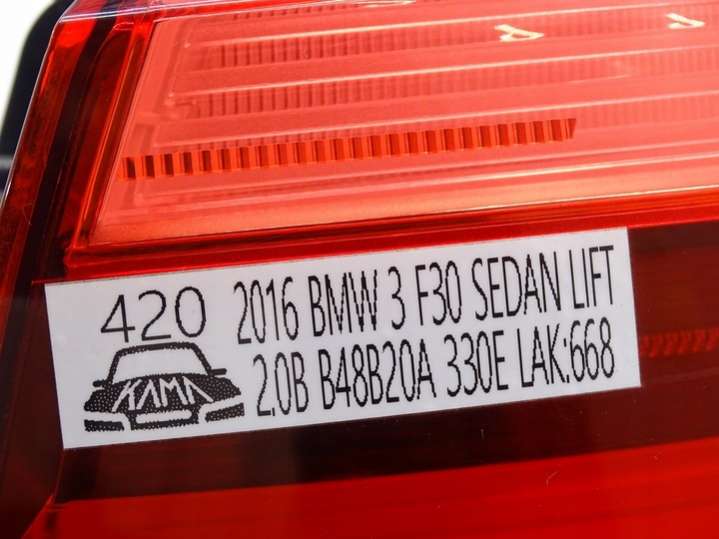 420
KAMA
2016 BMW 3 F30 SEDAN LIFT
2.0B B48B20A 330E LAK:668